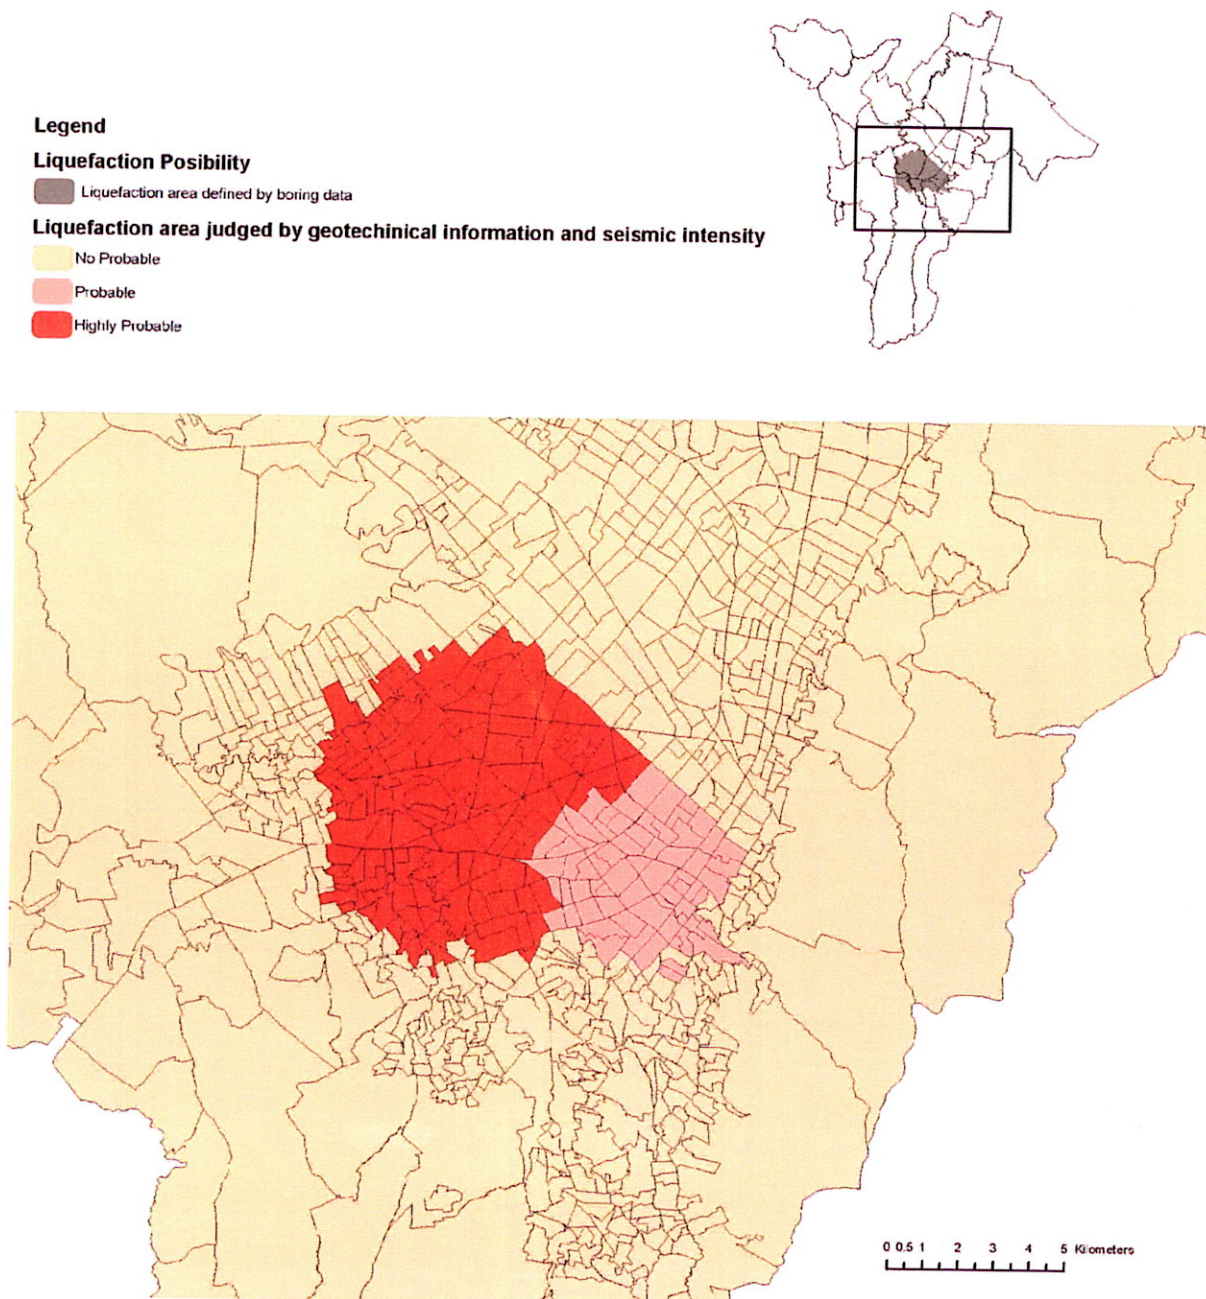 Legend
Liquefaction Posibility
Liquefaction area defined by boring data
Liquefaction area judged by geotechinical information and seismic intensity
No Probable
Probable
Highly Probable
0 0.5 1 2 3 4 5 Kilometers